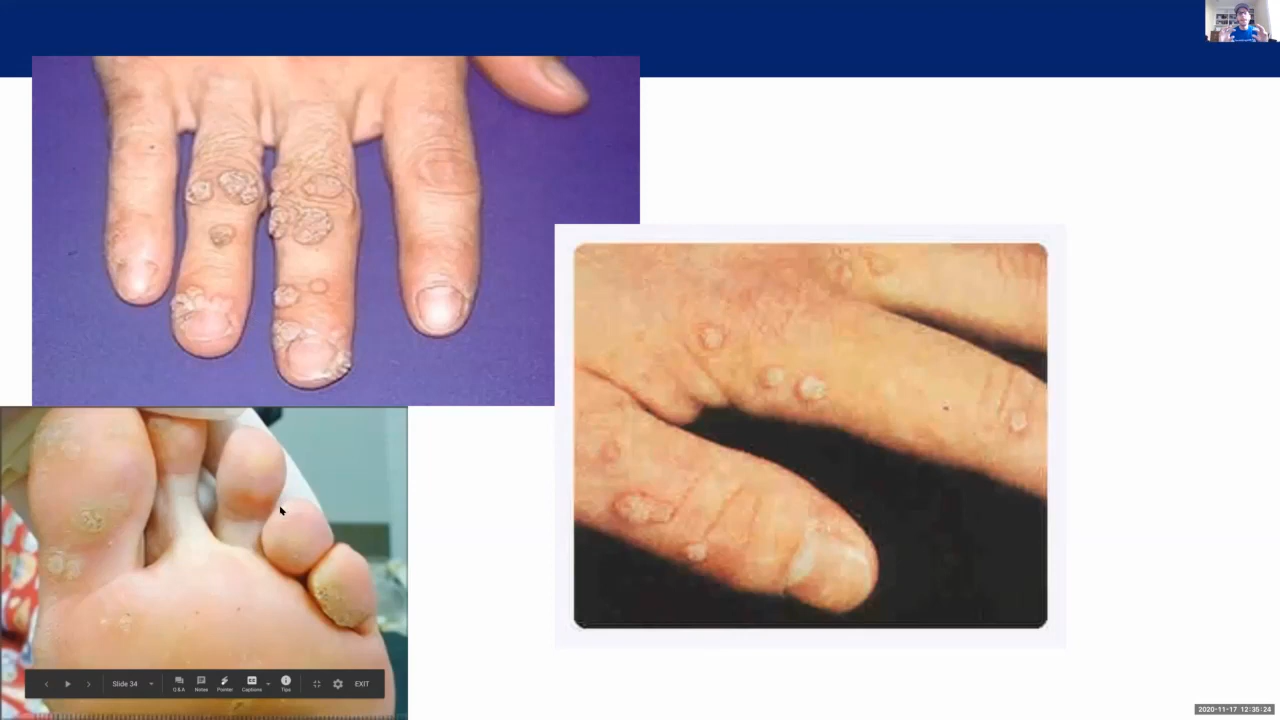 Slide 34
Q&A
Notes
Pointer
Captions
Tips
EXIT
2020-11-17 12:35:24